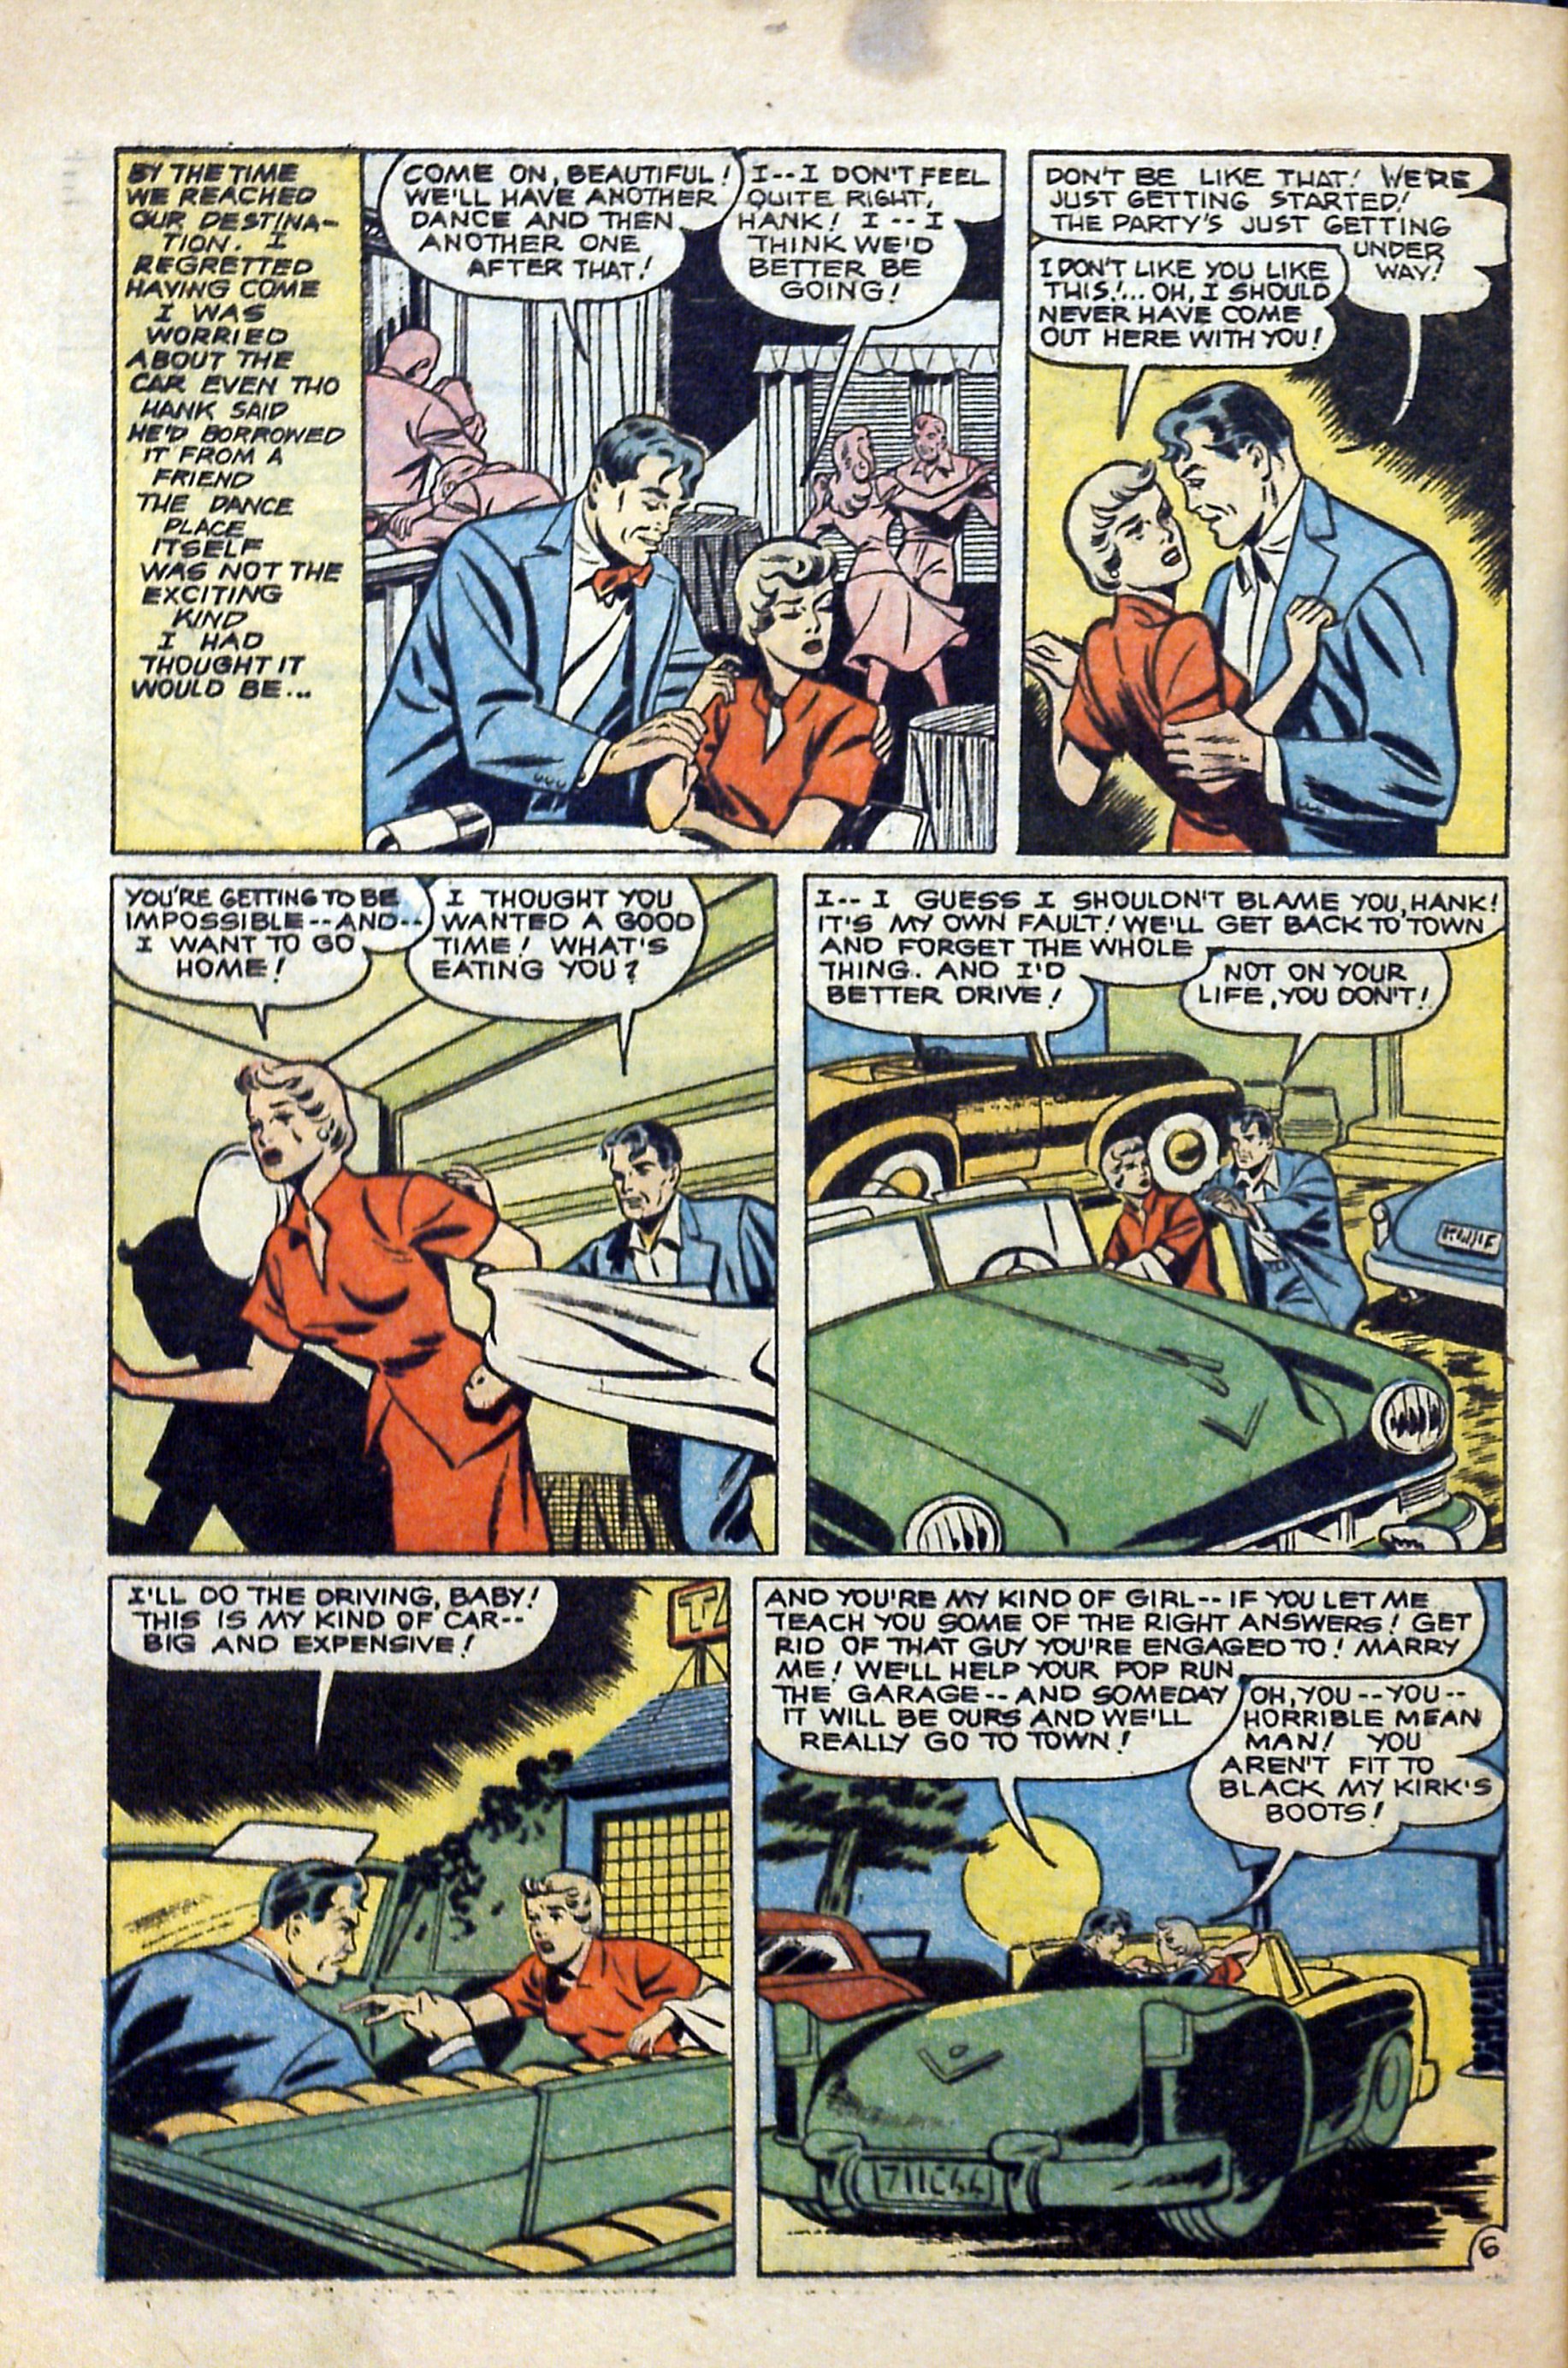 BY THE TIME
WE REACHED
OUR DESTINA-
TION. I
REGRETTED
HAVING COME
I WAS
WORRIED
ABOUT THE
CAR EVEN THO
HANK SAID
HE'D BORROWED
IT FROM A
FRIEND
THE DANCE
PLACE
ITSELF
WAS NOT THE
EXCITING
KIND
I HAD
THOUGHT IT
WOULD BE...
COME ON, BEAUTIFUL!
WE'LL HAVE ANOTHER
DANCE AND THEN
ANOTHER ONE
AFTER THAT!
I--I DON'T FEEL
QUITE RIGHT,
HANK! I--I
THINK WE'D
BETTER BE
GOING!
DON'T BE LIKE THAT! WE'RE
JUST GETTING STARTED!
THE PARTY'S JUST GETTING
UNDER
WAY!
I DON'T LIKE YOU LIKE
THIS!... OH, I SHOULD
NEVER HAVE COME
OUT HERE WITH YOU!
YOU'RE GETTING TO BE
IMPOSSIBLE--AND--
I WANT TO GO
HOME!
I THOUGHT YOU
WANTED A GOOD
TIME! WHAT'S
EATING YOU?
I--I GUESS I SHOULDN'T BLAME YOU, HANK!
IT'S MY OWN FAULT! WE'LL GET BACK TO TOWN
AND FORGET THE WHOLE
THING. AND I'D
BETTER DRIVE!
NOT ON YOUR
LIFE, YOU DON'T!
I'LL DO THE DRIVING, BABY!
THIS IS MY KIND OF CAR--
BIG AND EXPENSIVE!
AND YOU'RE MY KIND OF GIRL--IF YOU LET ME
TEACH YOU SOME OF THE RIGHT ANSWERS! GET
RID OF THAT GUY YOU'RE ENGAGED TO! MARRY
ME! WE'LL HELP YOUR POP RUN
THE GARAGE--AND SOMEDAY
IT WILL BE OURS AND WE'LL
REALLY GO TO TOWN!
OH, YOU--YOU--
HORRIBLE MEAN
MAN! YOU
AREN'T FIT TO
BLACK MY KIRK'S
BOOTS!
6